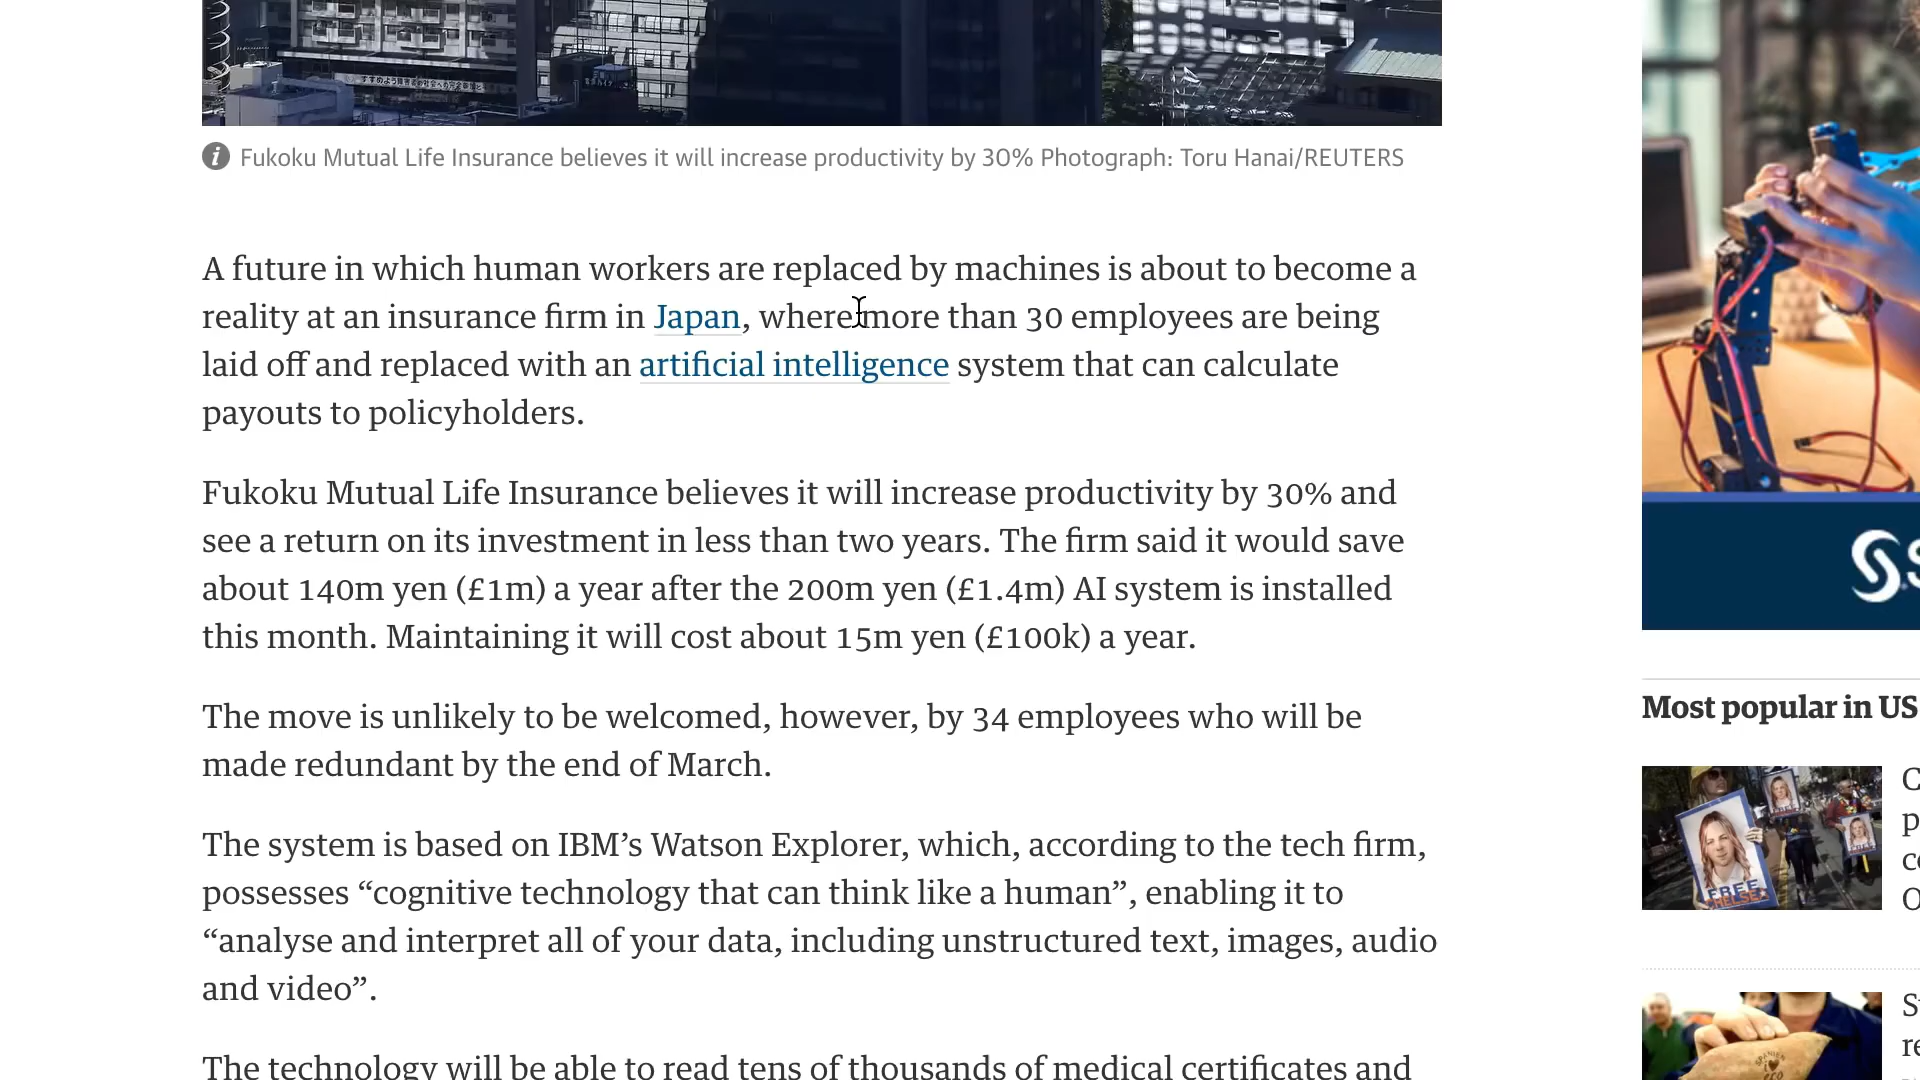 Fukoku Mutual Life Insurance believes it will increase productivity by 30% Photograph: Toru Hanai/REUTERS
A future in which human workers are replaced by machines is about to become a
reality at an insurance firm in Japan, where more than 30 employees are being
laid off and replaced with an artificial intelligence system that can calculate
payouts to policyholders.
Fukoku Mutual Life Insurance believes it will increase productivity by 30% and
see a return on its investment in less than two years. The firm said it would save
about 140m yen (£1m) a year after the 200m yen (£1.4m) AI system is installed
this month. Maintaining it will cost about 15m yen (£100k) a year.
The move is unlikely to be welcomed, however, by 34 employees who will be
made redundant by the end of March.
The system is based on IBM’s Watson Explorer, which, according to the tech firm,
possesses “cognitive technology that can think like a human”, enabling it to
“analyse and interpret all of your data, including unstructured text, images, audio
and video”.
The technology will be able to read tens of thousands of medical certificates and
Most popular in US
FREE